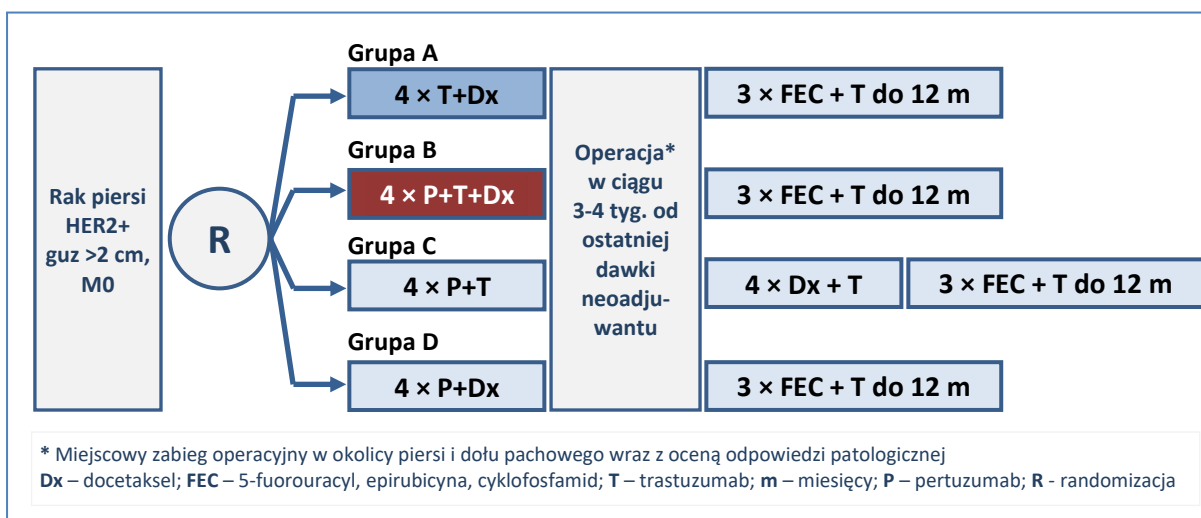 Rak piersi
HER2+
guz >2 cm,
M0
R
Grupa A
4 × T+Dx
Grupa B
4 × P+T+Dx
Grupa C
4 × P+T
Grupa D
4 × P+Dx
Operacja*
w ciągu
3-4 tyg. od
ostatniej
dawki
neoadju-
wantu
3 × FEC + T do 12 m
3 × FEC + T do 12 m
4 × Dx + T
3 × FEC + T do 12 m
3 × FEC + T do 12 m
* Miejscowy zabieg operacyjny w okolicy piersi i dołu pachowego wraz z oceną odpowiedzi patologicznej
Dx – docetaksel; FEC – 5-fuorouracyl, epirubicyna, cyklofosfamid; T – trastuzumab; m – miesięcy; P – pertuzumab; R - randomizacja